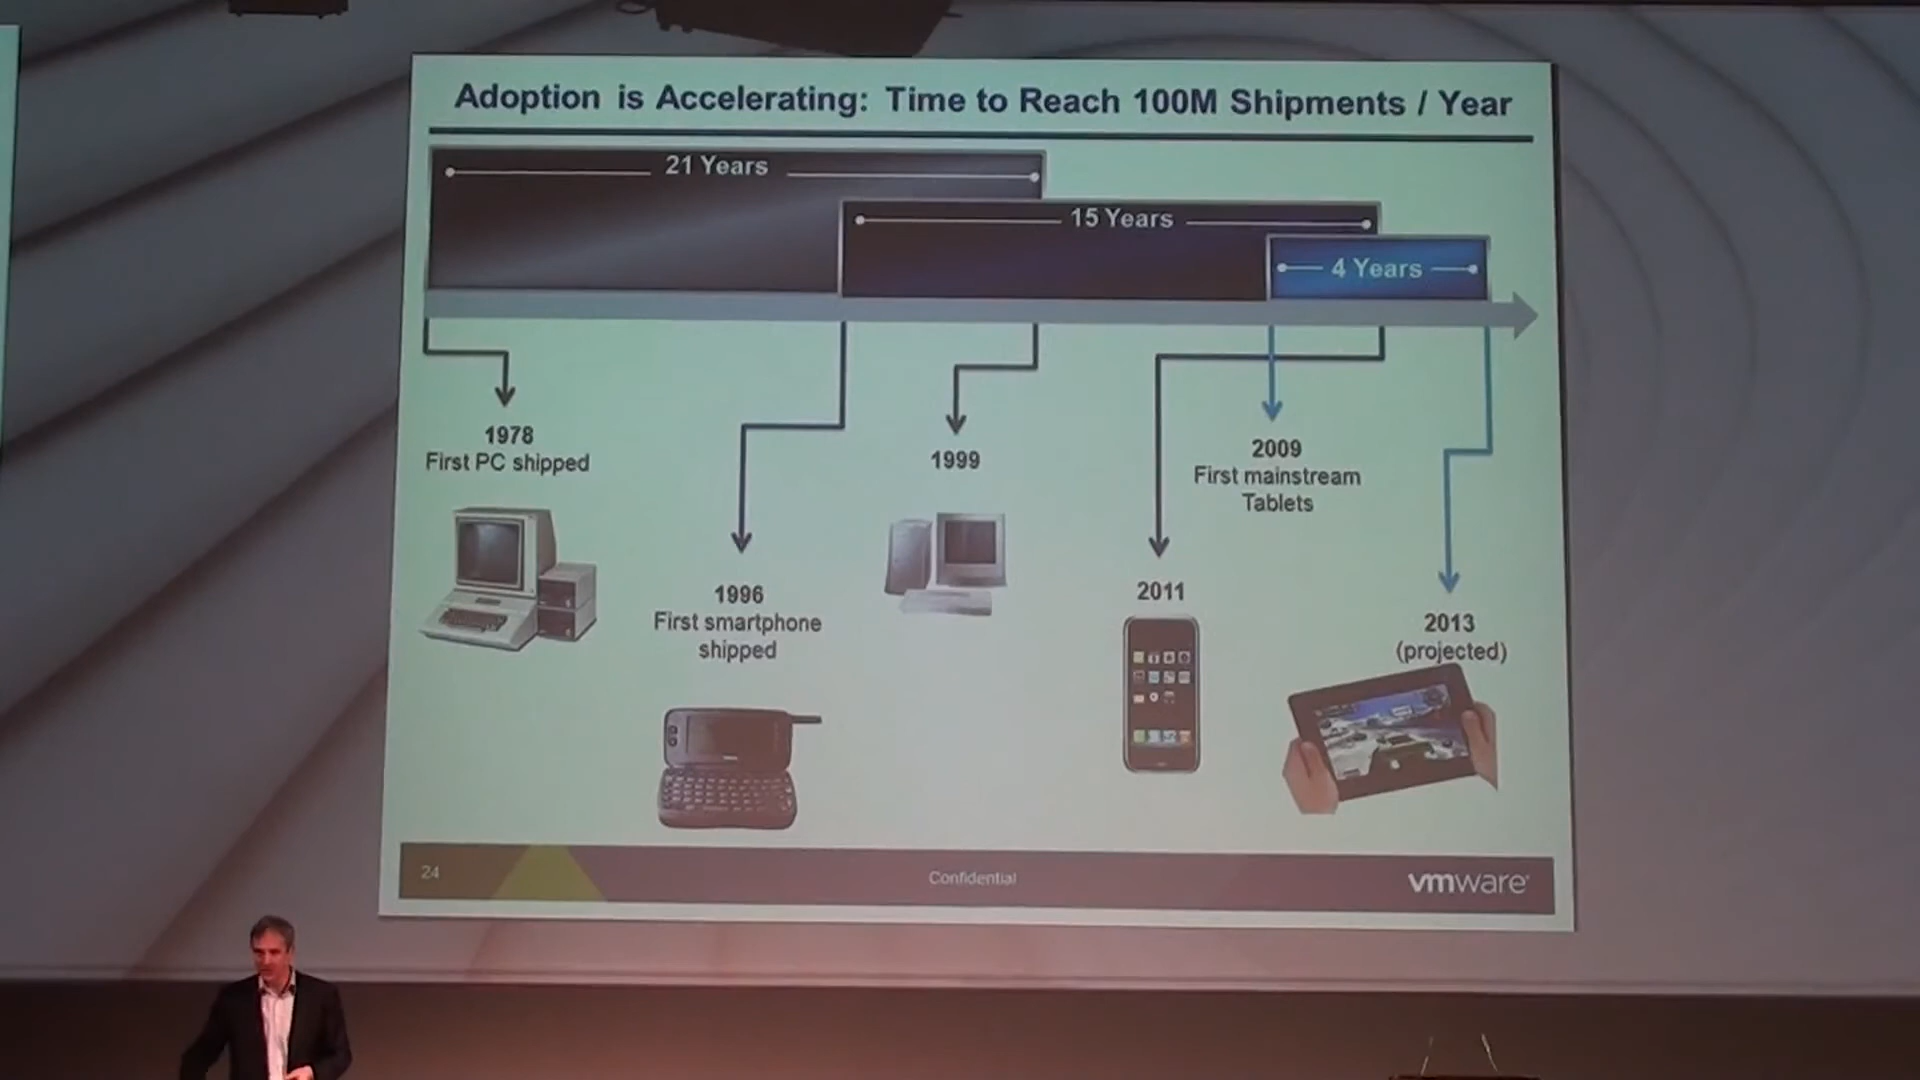 Adoption is Accelerating: Time to Reach 100M Shipments / Year
21 Years
15 Years
4 Years
1978
First PC shipped
1996
First smartphone
shipped
1999
2011
2009
First mainstream
Tablets
2013
(projected)
24
Confidential
vmware